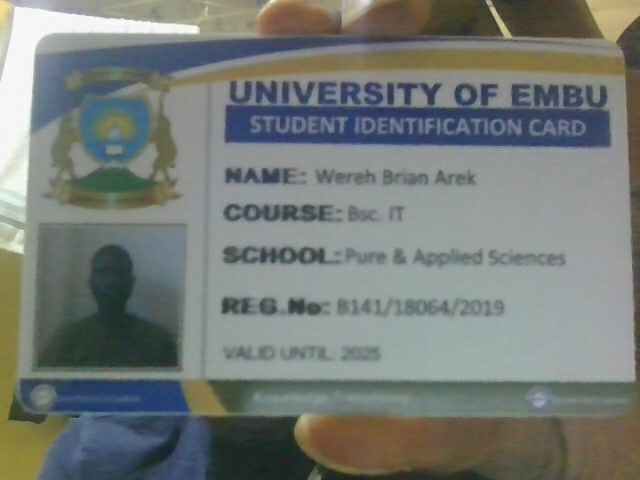 UNIVERSITY OF EMBU
STUDENT IDENTIFICATION CARD
NAME: Wereh Brian Arek
COURSE: Bsc. IT
SCHOOL: Pure & Applied Sciences
REG.No: B141/18064/2019
VALID UNTIL: 2025